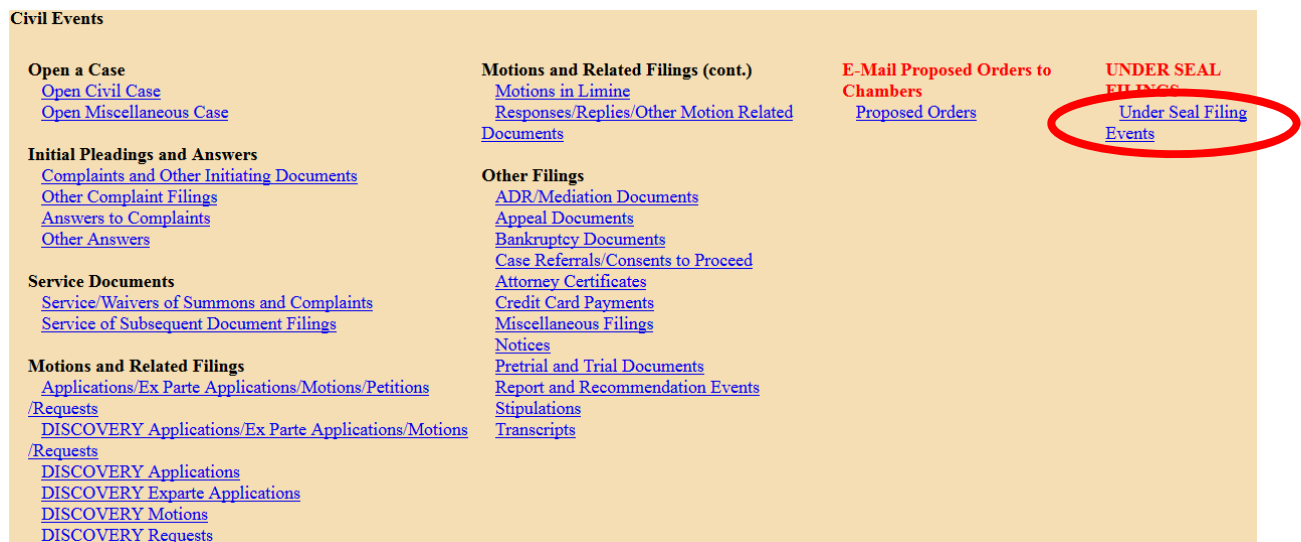 Civil Events
Open a Case
Open Civil Case
Open Miscellaneous Case
Initial Pleadings and Answers
Complaints and Other Initiating Documents
Other Complaint Filings
Answers to Complaints
Other Answers
Service Documents
Service/Waivers of Summons and Complaints
Service of Subsequent Document Filings
Motions and Related Filings
Applications/Ex Parte Applications/Motions/Petitions
/Requests
DISCOVERY Applications/Ex Parte Applications/Motions
/Requests
DISCOVERY Applications
DISCOVERY Exparte Applications
DISCOVERY Motions
DISCOVERY Requests
Motions and Related Filings (cont.)
Motions in Limine
Responses/Replies/Other Motion Related
Documents
Other Filings
ADR/Mediation Documents
Appeal Documents
Bankruptcy Documents
Case Referrals/Consents to Proceed
Attorney Certificates
Credit Card Payments
Miscellaneous Filings
Notices
Pretrial and Trial Documents
Report and Recommendation Events
Stipulations
Transcripts
E-Mail Proposed Orders to
Chambers
Proposed Orders
UNDER SEAL
FILINGS
Under Seal Filing
Events